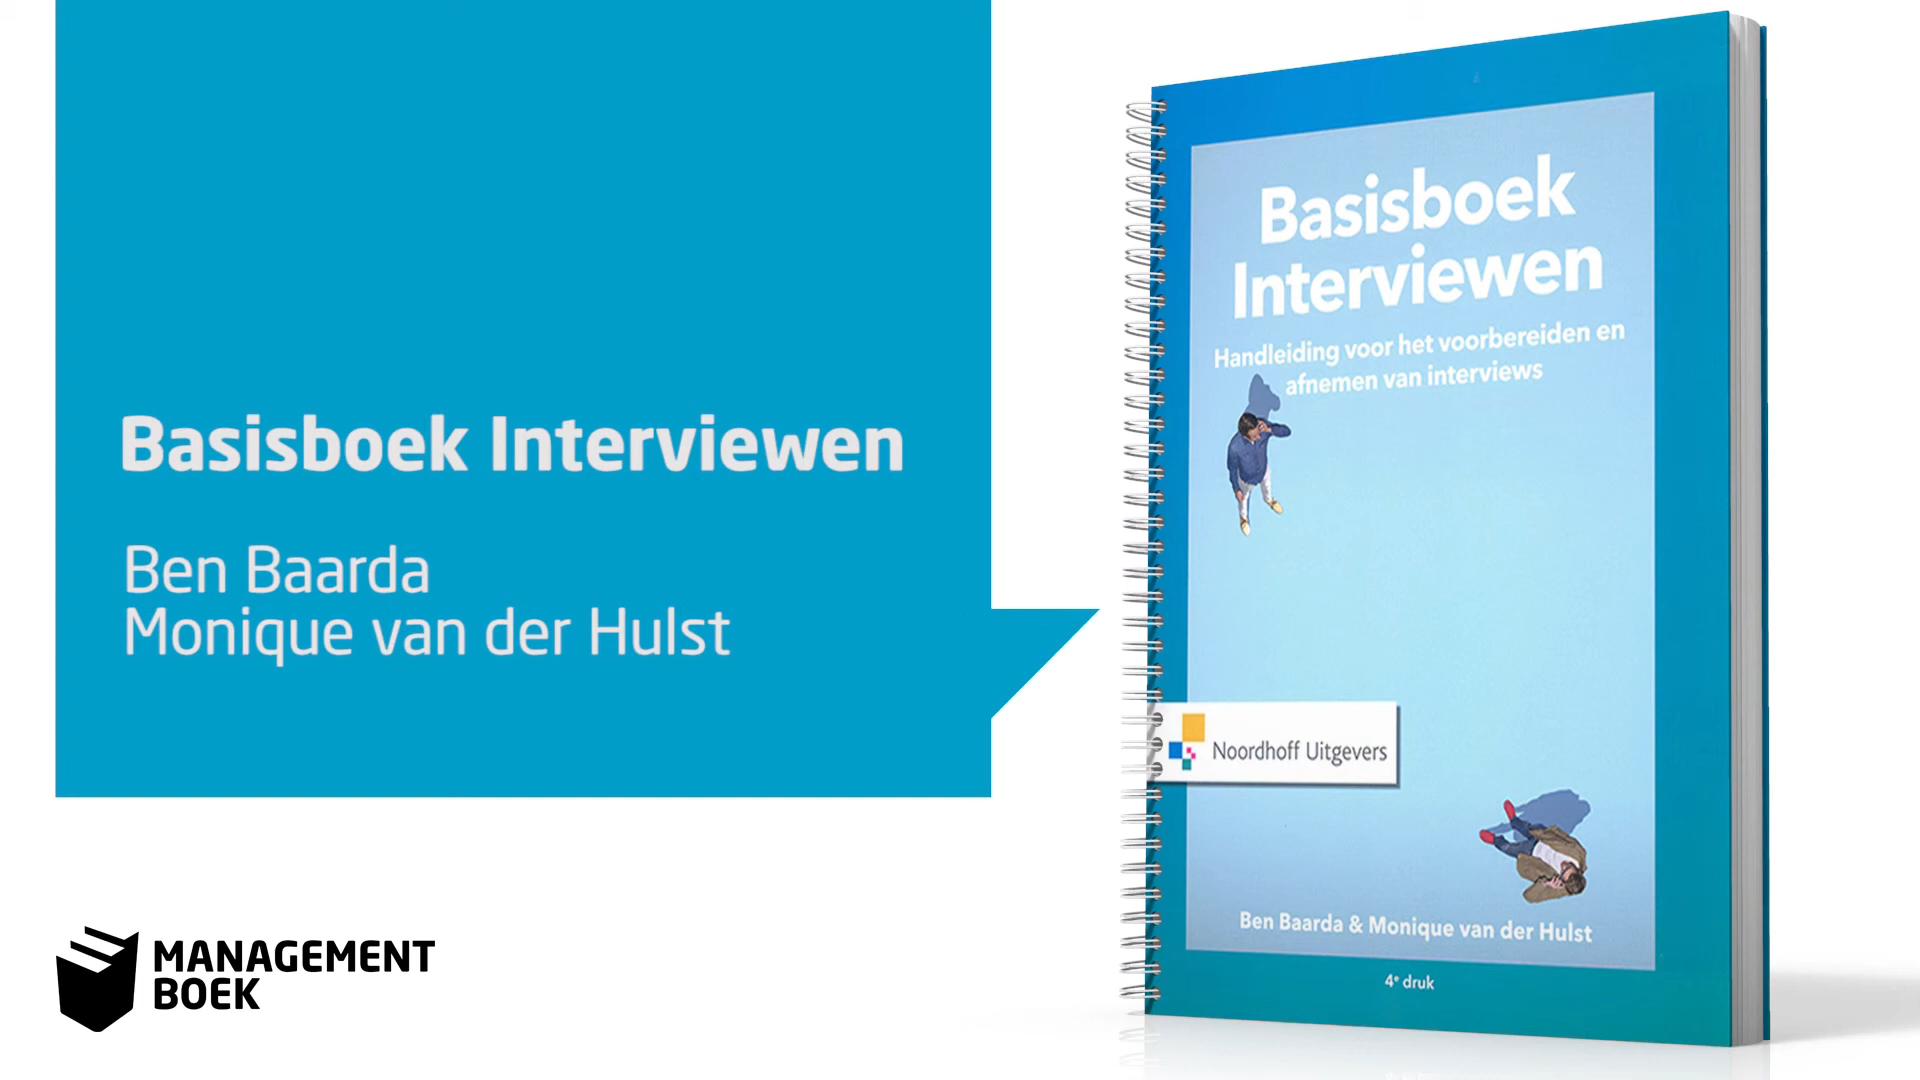 Basisboek Interviewen
Ben Baarda
Monique van der Hulst
MANAGEMENT
BOEK
Basisboek
Interviewen
Handleiding voor het voorbereiden en
afnemen van interviews
Noordhoff Uitgevers
Ben Baarda & Monique van der Hulst
4e druk